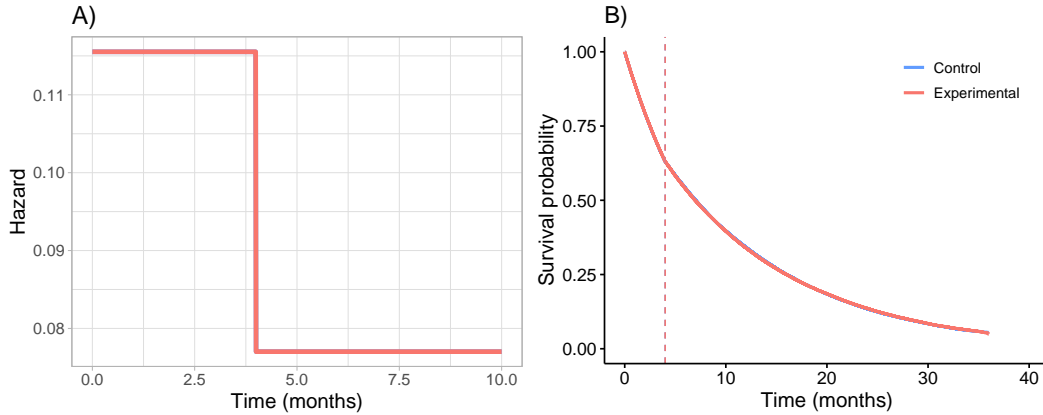 A)
Hazard
0.11
0.10
0.09
0.08
0.0
2.5
5.0
7.5
10.0
Time (months)
B)
Survival probability
1.00
0.75
0.50
0.25
0.00
Control
Experimental
0
10
20
30
40
Time (months)